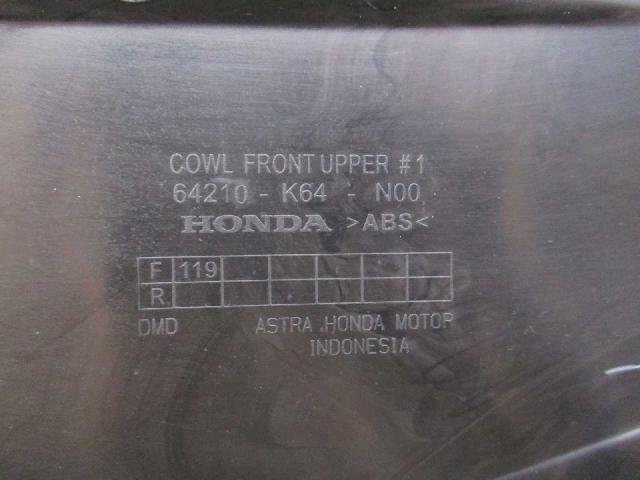 COWL FRONT UPPER #1
64210 - K64 - N00
HONDA >ABS<
F 119
R
DMD ASTRA HONDA MOTOR
INDONESIA